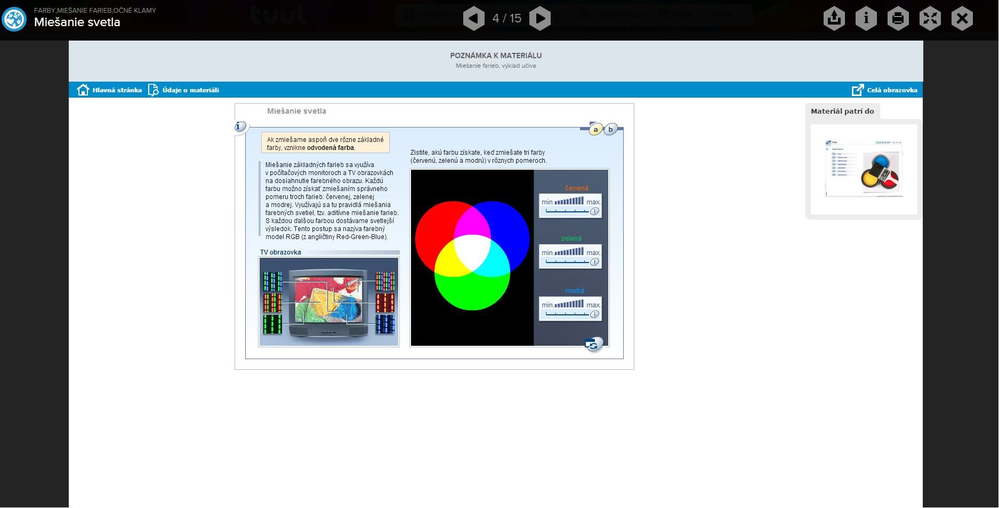 FARBY,MIEŠANIE FARIEB,OČNÉ KLAMY
Miešanie svetla
tuul
4 / 15
POUŽÍVATELIA
BLOG
JAKUB
POZNÁMKA K MATERIÁLU
Miešanie farieb, výklad učiva
Hlavná stránka
Údaje o materiáli
Celá obrazovka
Miešanie svetla
i
a
b
Ak zmiešame aspoň dve rôzne základné
farby, vznikne odvodená farba.
Miešanie základných farieb sa využíva
v počítačových monitoroch a TV obrazovkách
na dosiahnutie farebného obrazu. Každú
farbu možno získať zmiešaním správneho
pomeru troch farieb: červenej, zelenej
a modrej. Využívajú sa tu pravidlá miešania
farebných svetiel, tzv. aditívne miešanie farieb.
S každou ďalšou farbou dostávame svetlejší
výsledok. Tento postup sa nazýva farebný
model RGB (z angličtiny Red-Green-Blue).
TV obrazovka
Zistite, akú farbu získate, keď zmiešate tri farby
(červenú, zelenú a modrú) v rôznych pomeroch.
červená
min. max.
zelená
min. max.
modrá
min. max.
Materiál patrí do
Farby